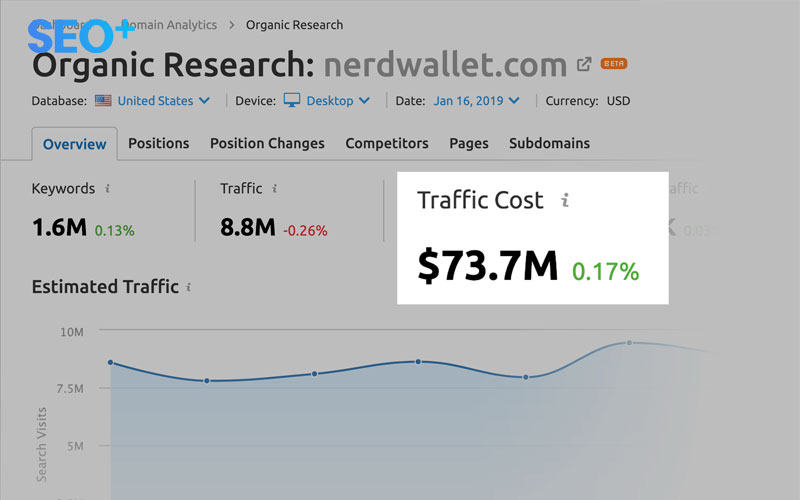 SEO+
Domain Analytics > Organic Research
Organic Research: nerdwallet.com BETA
Database: United States Device: Desktop Date: Jan 16, 2019 Currency: USD
Overview Positions Position Changes Competitors Pages Subdomains
Keywords i Traffic i Traffic Cost i
1.6M 0.13% 8.8M -0.26% $73.7M 0.17%
Estimated Traffic i
10M
7.5M
5M
Search Visits